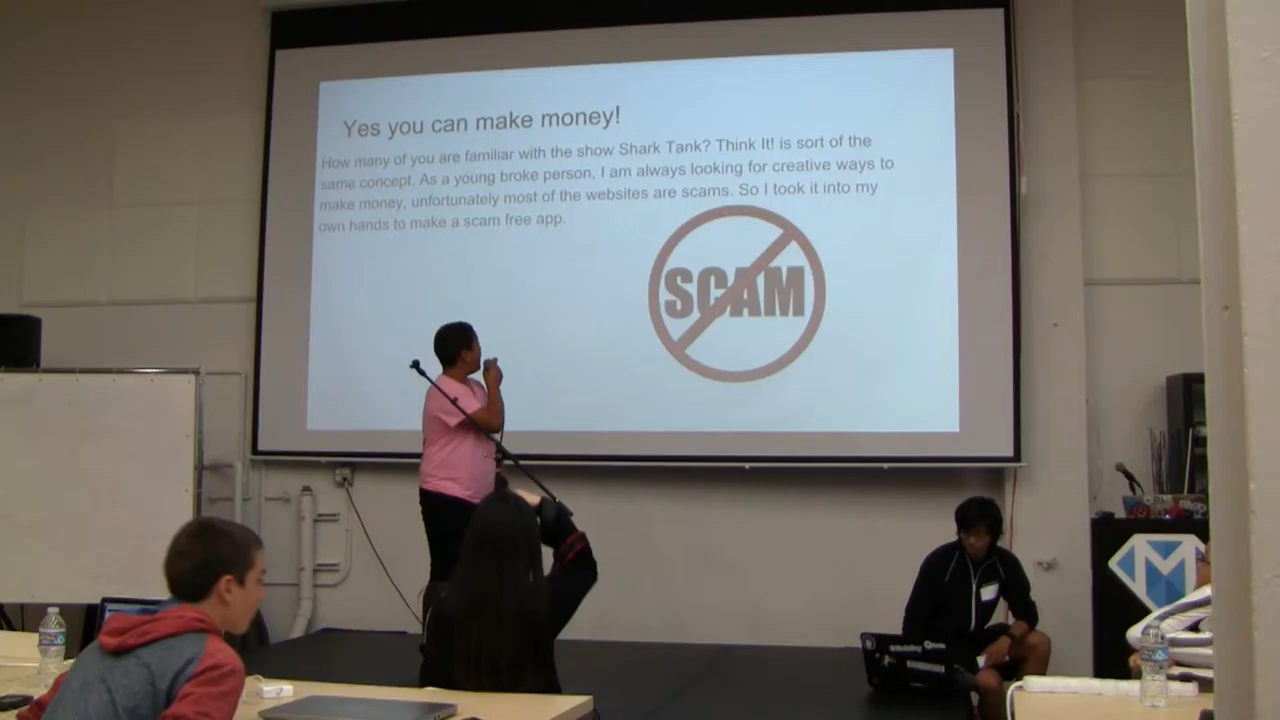 Yes you can make money!
How many of you are familiar with the show Shark Tank? Think It! is sort of the
same concept. As a young broke person, I am always looking for creative ways to
make money, unfortunately most of the websites are scams. So I took it into my
own hands to make a scam free app.
SCAM
M